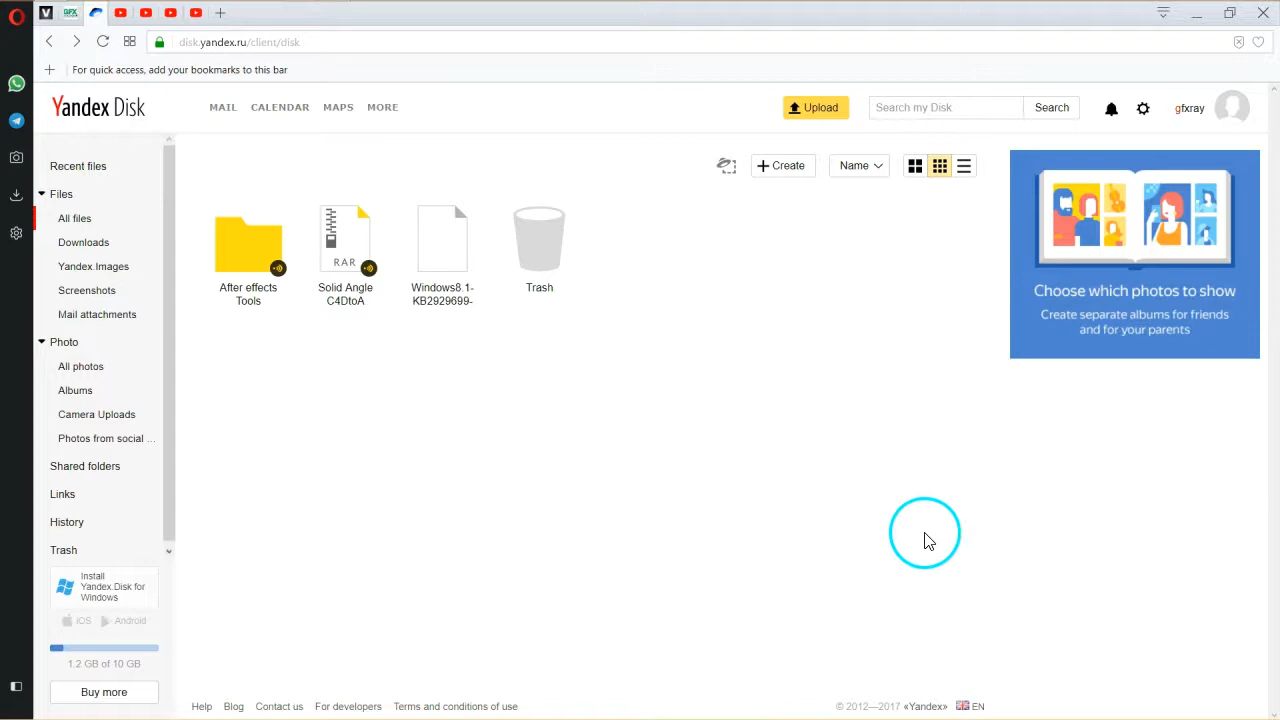 disk.yandex.ru/client/disk
For quick access, add your bookmarks to this bar
Yandex Disk
MAIL CALENDAR MAPS MORE
Upload
Search my Disk
Search
gfxray
Recent files
Files
All files
Downloads
Yandex.Images
Screenshots
Mail attachments
Photo
All photos
Albums
Camera Uploads
Photos from social ...
Shared folders
Links
History
Trash
Install
Yandex.Disk for
Windows
iOS Android
1.2 GB of 10 GB
Buy more
Create
Name
After effects
Tools
RAR
Solid Angle
C4DtoA
Windows8.1-
KB2929699-
Trash
Choose which photos to show
Create separate albums for friends
and for your parents
Help Blog Contact us For developers Terms and conditions of use
© 2012—2017 «Yandex» EN